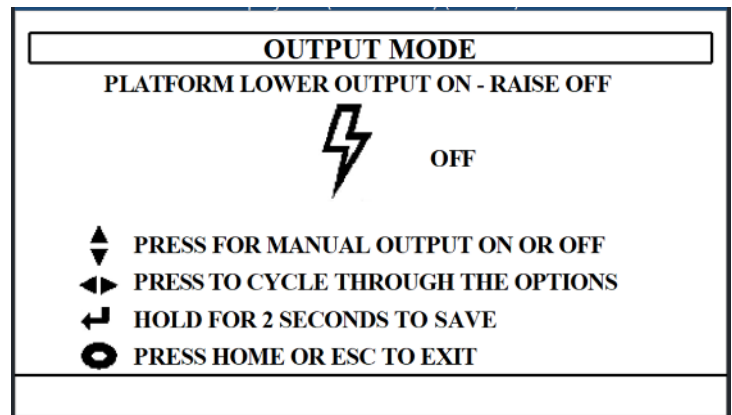 OUTPUT MODE
PLATFORM LOWER OUTPUT ON - RAISE OFF
OFF
PRESS FOR MANUAL OUTPUT ON OR OFF
PRESS TO CYCLE THROUGH THE OPTIONS
HOLD FOR 2 SECONDS TO SAVE
PRESS HOME OR ESC TO EXIT